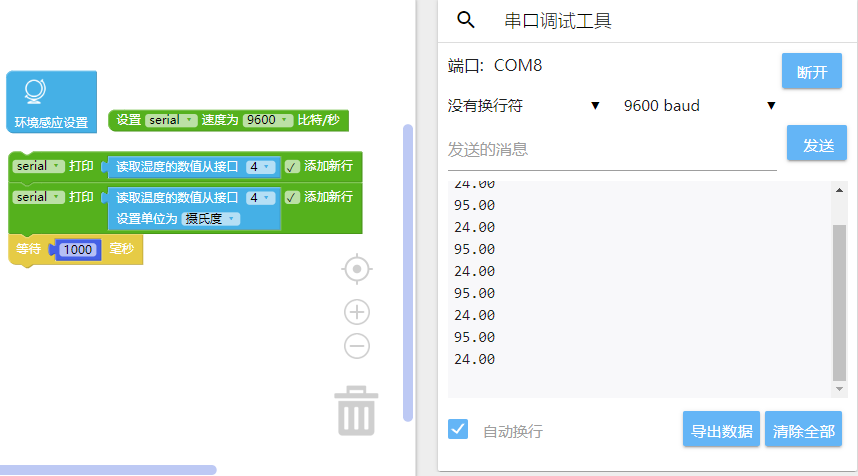 环境感应设置
设置 serial 速度为 9600 比特/秒
serial 打印 读取湿度的数值从接口 4 添加新行
serial 打印 读取温度的数值从接口 4 添加新行
设置单位为 摄氏度
等待 1000 毫秒
串口调试工具
端口: COM8
断开
没有换行符 9600 baud
发送的消息
发送
24.00
95.00
24.00
95.00
24.00
95.00
24.00
95.00
24.00
自动换行
导出数据
清除全部